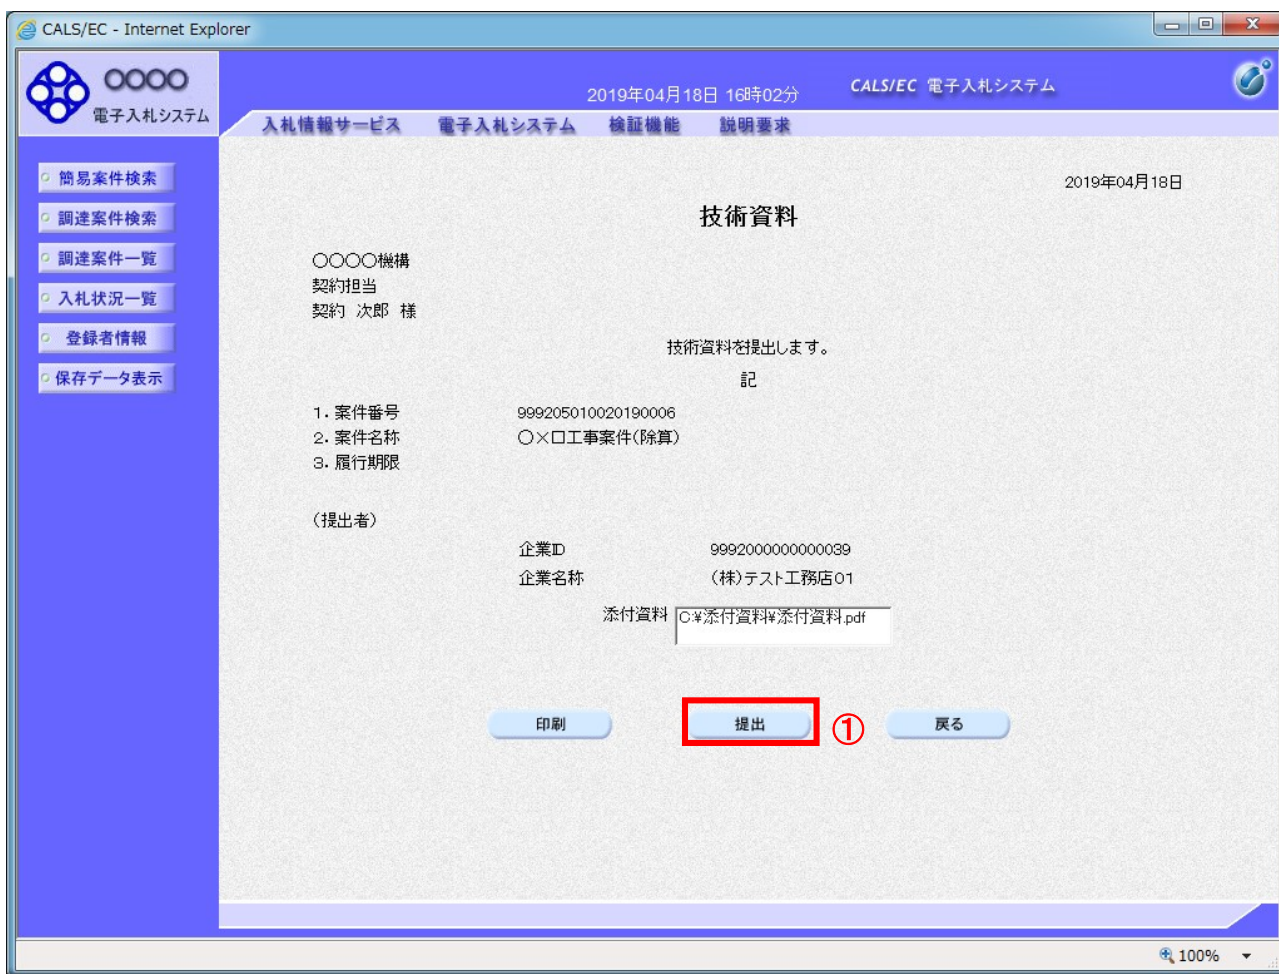 CALS/EC - Internet Explorer
○○○○
電子入札システム
2019年04月18日 16時02分
CALS/EC 電子入札システム
入札情報サービス 電子入札システム 検証機能 説明要求
簡易案件検索
調達案件検索
調達案件一覧
入札状況一覧
登録者情報
保存データ表示
2019年04月18日
技術資料
○○○○機構
契約担当
契約 次郎 様
技術資料を提出します。
記
1. 案件番号 999205010020190006
2. 案件名称 ○×口工事案件(除算)
3. 履行期限
(提出者)
企業ID 9992000000000039
企業名称 (株)テスト工務店01
添付資料 C:¥添付資料¥添付資料.pdf
印刷 提出 ① 戻る
100%